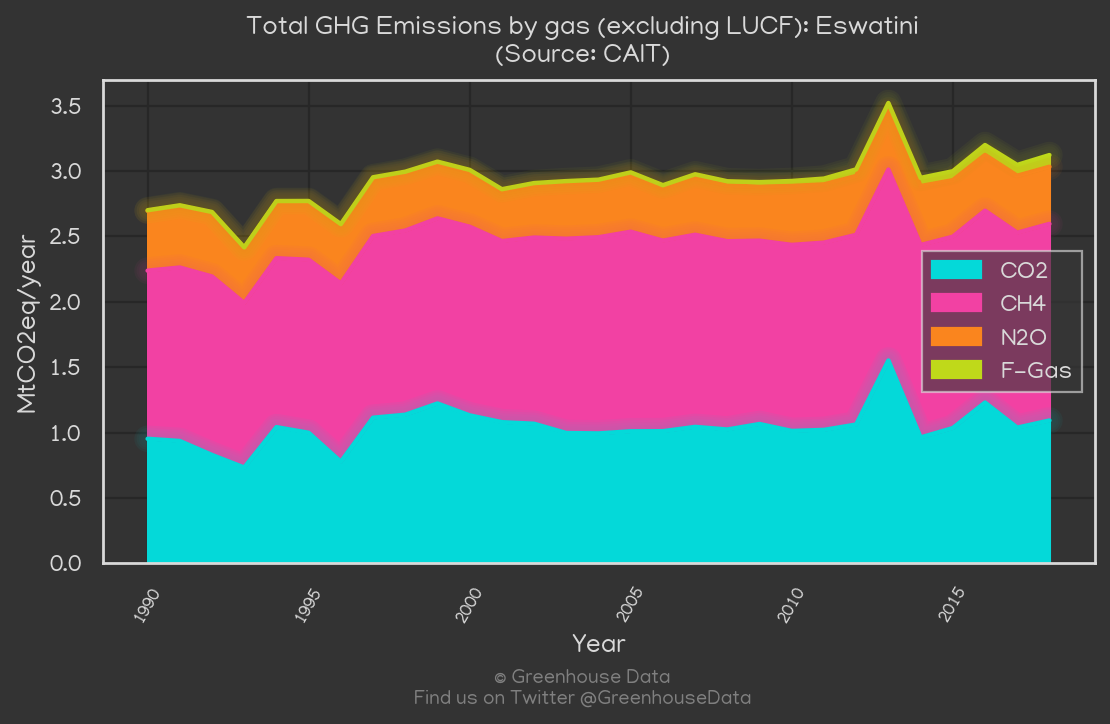 Total GHG Emissions by gas (excluding LUCF): Eswatini
(Source: CAIT)
MtCO2eq/year
3.5
3.0
2.5
2.0
1.5
1.0
0.5
0.0
CO2
CH4
N2O
F-Gas
1990
1995
2000
2005
2010
2015
Year
© Greenhouse Data
Find us on Twitter @GreenhouseData